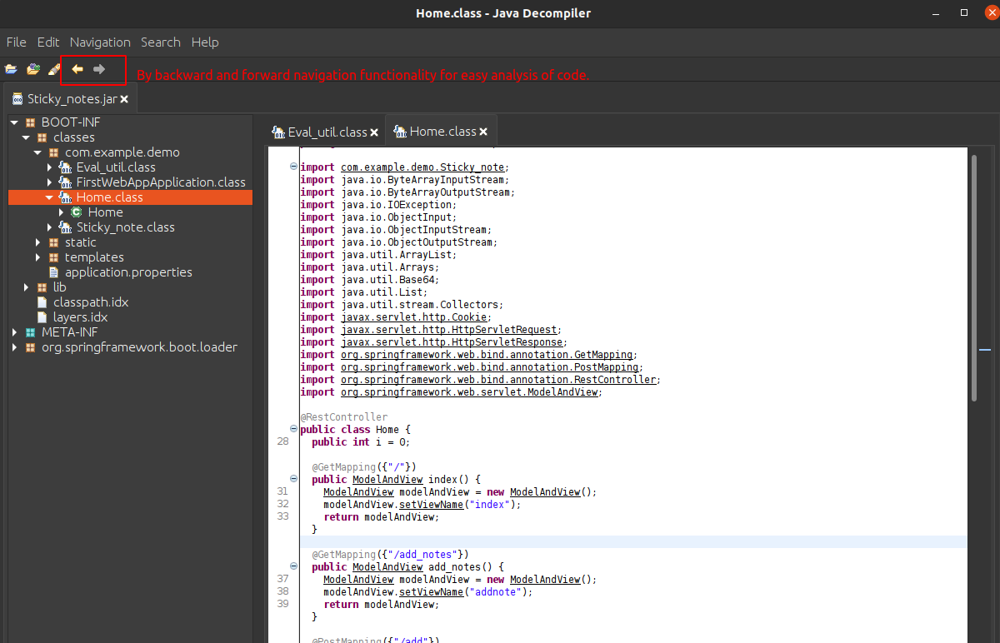 Home.class - Java Decompiler
File Edit Navigation Search Help
By backward and forward navigation functionality for easy analysis of code.
Sticky_notes.jar
BOOT-INF
classes
com.example.demo
Eval_util.class
FirstWebAppApplication.class
Home.class
Home
Sticky_note.class
static
templates
application.properties
lib
classpath.idx
layers.idx
META-INF
org.springframework.boot.loader
Eval_util.class Home.class
import com.example.demo.Sticky_note;
import java.io.ByteArrayInputStream;
import java.io.ByteArrayOutputStream;
import java.io.IOException;
import java.io.ObjectInput;
import java.io.ObjectInputStream;
import java.io.ObjectOutputStream;
import java.util.ArrayList;
import java.util.Arrays;
import java.util.Base64;
import java.util.List;
import java.util.stream.Collectors;
import javax.servlet.http.Cookie;
import javax.servlet.http.HttpServletRequest;
import javax.servlet.http.HttpServletResponse;
import org.springframework.web.bind.annotation.GetMapping;
import org.springframework.web.bind.annotation.PostMapping;
import org.springframework.web.bind.annotation.RestController;
import org.springframework.web.servlet.ModelAndView;
@RestController
public class Home {
28 public int i = 0;
@GetMapping({"/"})
public ModelAndView index() {
31 ModelAndView modelAndView = new ModelAndView();
32 modelAndView.setViewName("index");
33 return modelAndView;
}
@GetMapping({"/add_notes"})
public ModelAndView add_notes() {
37 ModelAndView modelAndView = new ModelAndView();
38 modelAndView.setViewName("addnote");
39 return modelAndView;
}
@PostMapping({"/add"})